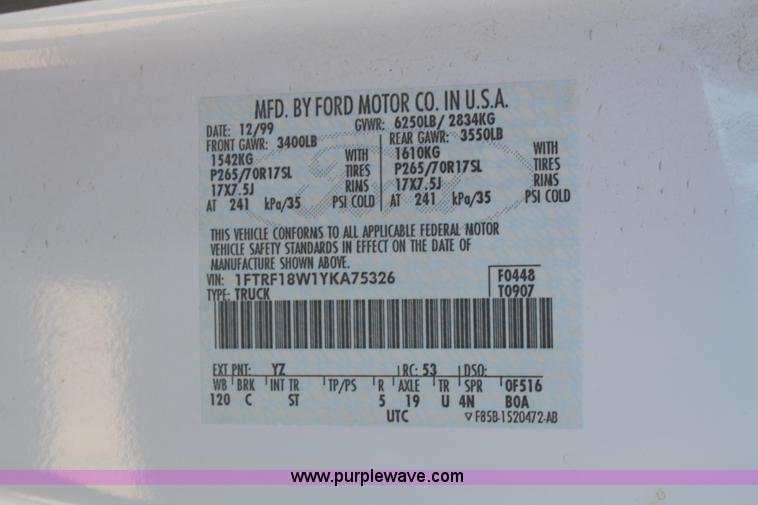 MFD. BY FORD MOTOR CO. IN U.S.A.
DATE: 12/99 GVWR: 6250LB/ 2834KG
FRONT GAWR: 3400LB REAR GAWR: 3550LB
1542KG WITH 1610KG WITH
P265/70R17SL TIRES P265/70R17SL TIRES
17X7.5J RIMS 17X7.5J RIMS
AT 241 kPa/35 PSI COLD AT 241 kPa/35 PSI COLD
THIS VEHICLE CONFORMS TO ALL APPLICABLE FEDERAL MOTOR
VEHICLE SAFETY STANDARDS IN EFFECT ON THE DATE OF
MANUFACTURE SHOWN ABOVE.
VIN: 1FTRF18W1YKA75326 F0448
TYPE: TRUCK T0907
EXT PNT: YZ RC: 53 DSO:
WB BRK INT TR TP/PS R AXLE TR SPR 0F516
120 C ST 5 19 U 4N B0A
UTC ▽F85B-1520472-AB
www.purplewave.com